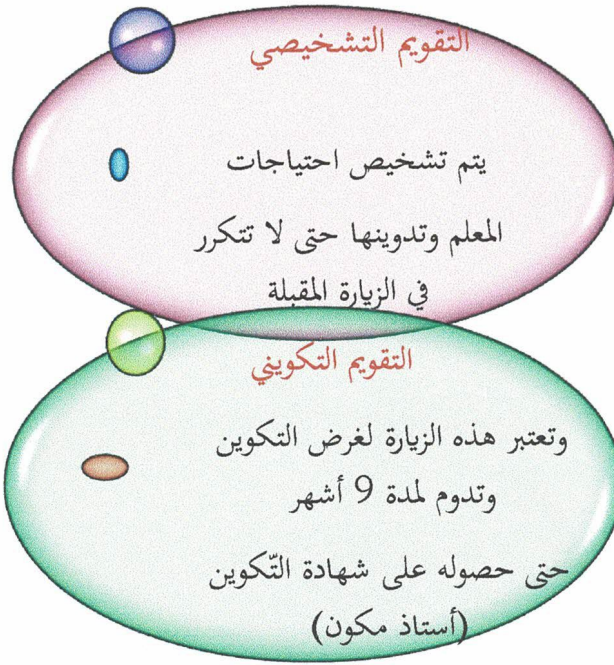 التقويم التشخيصي
يتم تشخيص احتياجات
المعلم وتدوينها حتى لا تتكرر
في الزيارة المقبلة
التقويم التكويني
وتعتبر هذه الزيارة لغرض التكوين
وتدوم لمدة 9 أشهر
حتى حصوله على شهادة التّكوين
(أستاذ مكون)